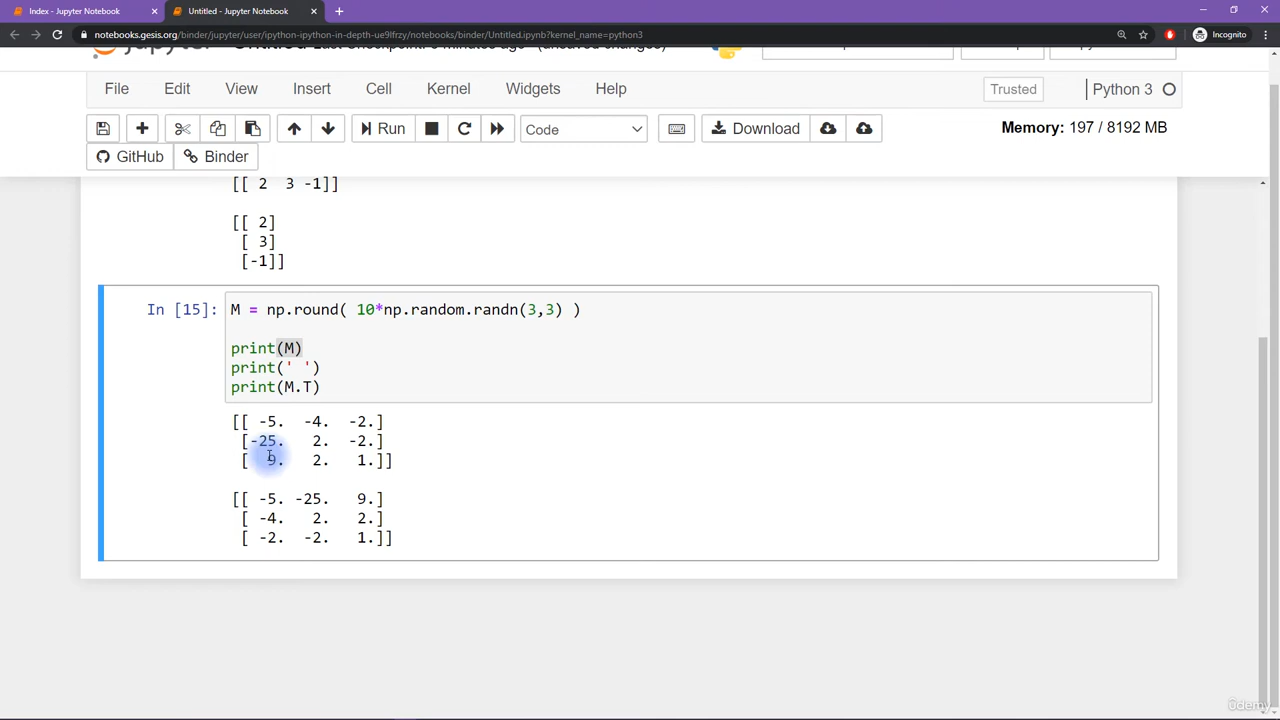 Index - Jupyter Notebook
Untitled - Jupyter Notebook
notebooks.gesis.org/binder/jupyter/user/ipython-ipython-in-depth-ue9lfrzy/notebooks/binder/Untitled.ipynb?kernel_name=python3
Incognito
File Edit View Insert Cell Kernel Widgets Help Trusted Python 3
Run Code Download Memory: 197 / 8192 MB
GitHub Binder
[[ 2 3 -1]]
[[ 2]
[ 3]
[-1]]
In [15]: M = np.round( 10*np.random.randn(3,3) )
print(M)
print(' ')
print(M.T)
[[ -5. -4. -2.]
[-25. 2. -2.]
[ 9. 2. 1.]]
[[ -5. -25. 9.]
[ -4. 2. 2.]
[ -2. -2. 1.]]
ûdemy